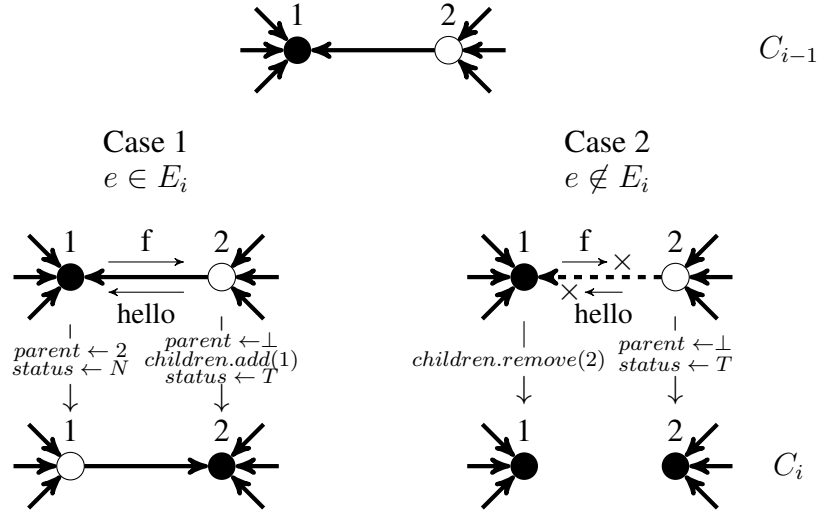 1 2
C_{i-1}
Case 1 Case 2
e ∈ E_i e ∉ E_i
1 f 2 1 f × 2
hello × hello
parent ← 2 parent ←⊥ children.remove(2) parent ←⊥
status ← N children.add(1) status ← T
status ← T
1 2 1 2
C_i